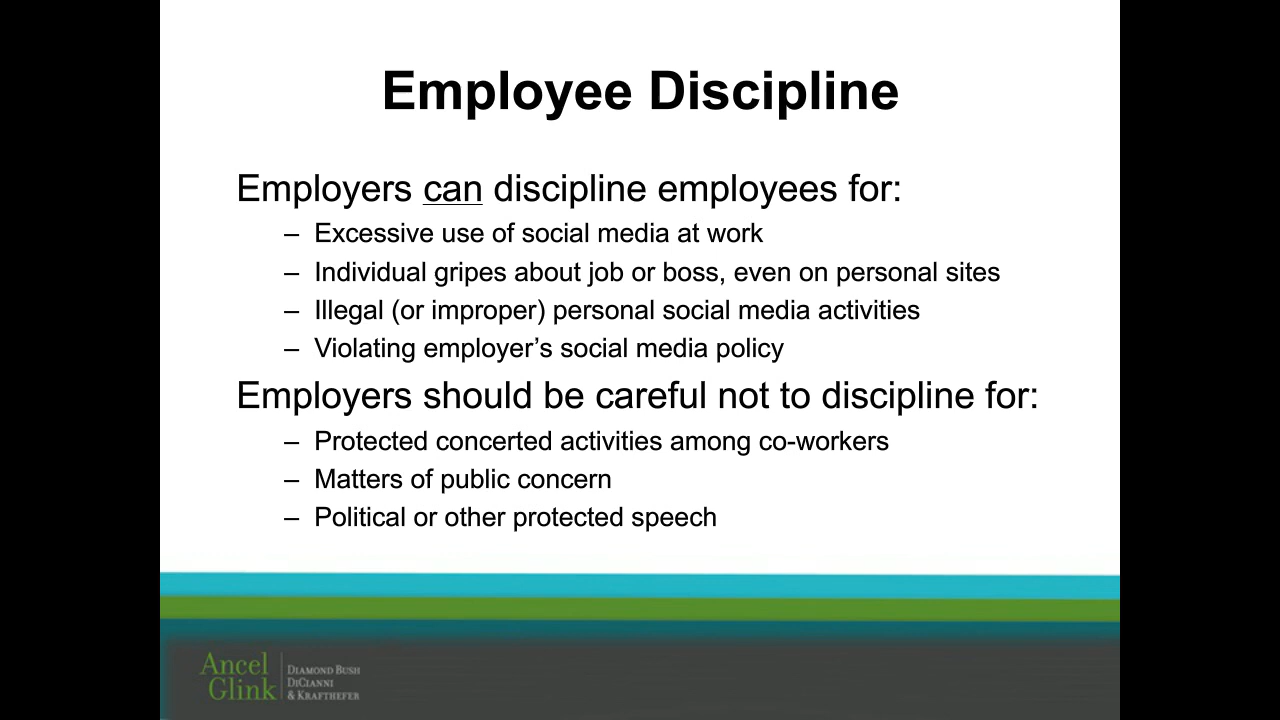 Employee Discipline
Employers can discipline employees for:
– Excessive use of social media at work
– Individual gripes about job or boss, even on personal sites
– Illegal (or improper) personal social media activities
– Violating employer’s social media policy
Employers should be careful not to discipline for:
– Protected concerted activities among co-workers
– Matters of public concern
– Political or other protected speech
Ancel
Glink
Diamond Bush
DiCianni
& Krafthefer